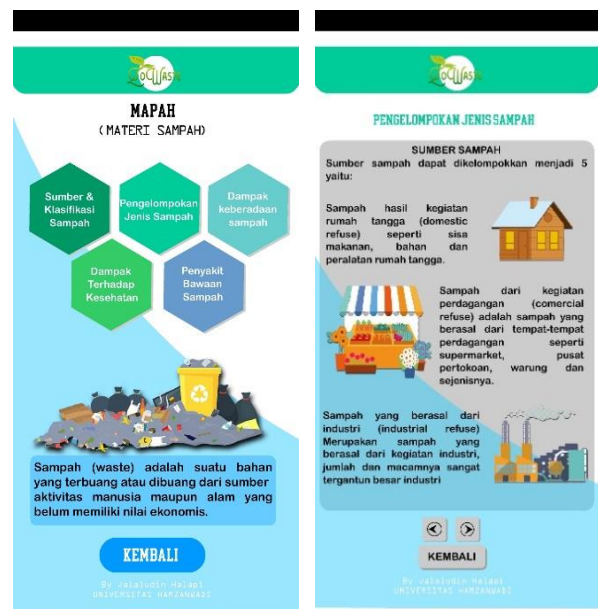 EcoWaste
MAPAH
(MATERI SAMPAH)
Sumber &
Klasifikasi
Sampah
Pengelompokan
Jenis Sampah
Dampak
keberadaan
sampah
Dampak
Terhadap
Kesehatan
Penyakit
Bawaan
Sampah
Sampah (waste) adalah suatu bahan
yang terbuang atau dibuang dari sumber
aktivitas manusia maupun alam yang
belum memiliki nilai ekonomis.
KEMBALI
By Jalaludin Halapi
UNIVERSITAS HAMZANWADI
EcoWaste
PENGELOMPOKAN JENIS SAMPAH
SUMBER SAMPAH
Sumber sampah dapat dikelompokkan menjadi 5
yaitu:
Sampah hasil kegiatan
rumah tangga (domestic
refuse) seperti sisa
makanan, bahan dan
peralatan rumah tangga.
Sampah dari kegiatan
perdagangan (comercial
refuse) adalah sampah yang
berasal dari tempat-tempat
perdagangan seperti
supermarket, pusat
pertokoan, warung dan
sejenisnya.
Sampah yang berasal dari
industri (industrial refuse)
Merupakan sampah yang
berasal dari kegiatan industri,
jumlah dan macamnya sangat
tergantun besar industri
KEMBALI
By Jalaludin Halapi
UNIVERSITAS HAMZANWADI